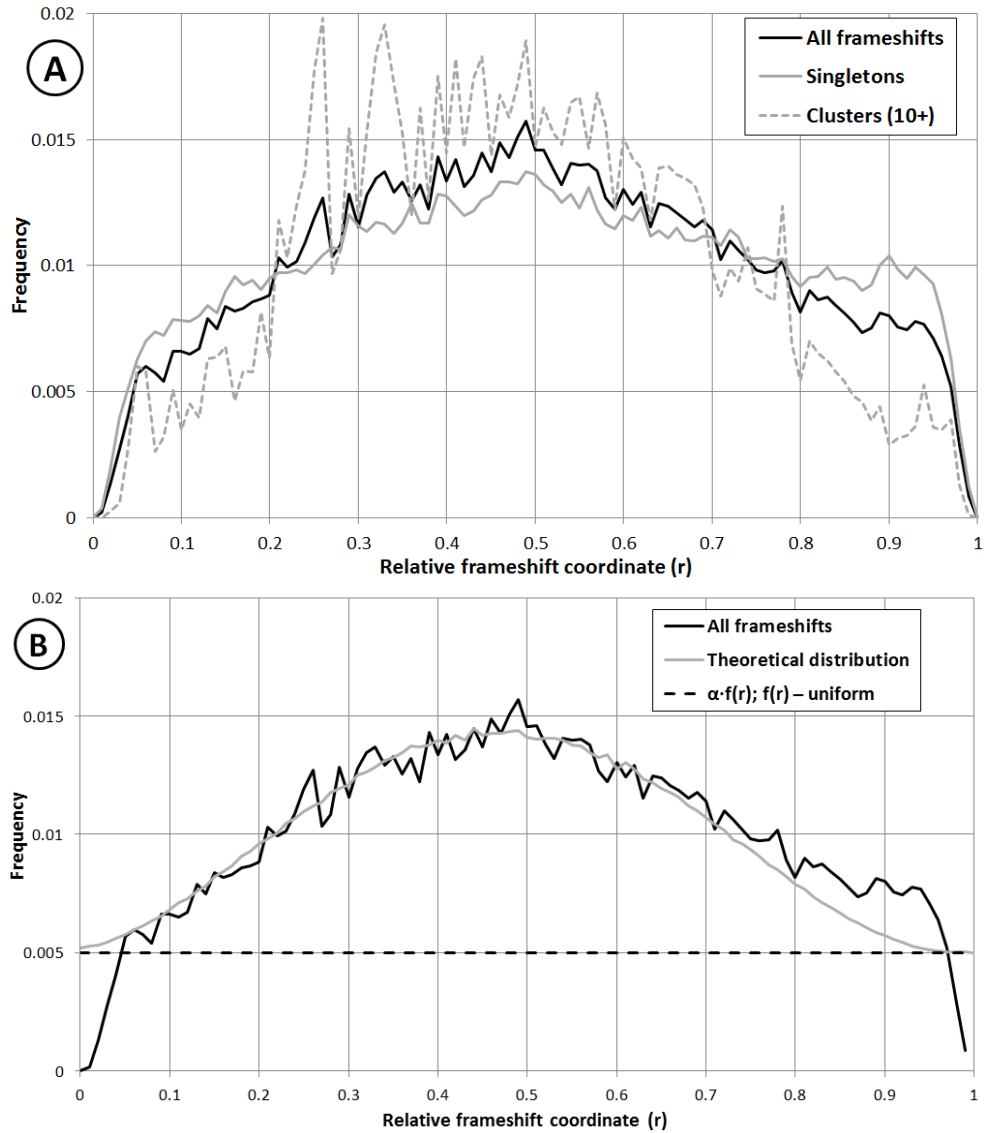 A
0.02
0.015
0.01
0.005
0
Frequency
All frameshifts
Singletons
Clusters (10+)
0 0.1 0.2 0.3 0.4 0.5 0.6 0.7 0.8 0.9 1
Relative frameshift coordinate (r)
B
0.02
0.015
0.01
0.005
0
Frequency
All frameshifts
Theoretical distribution
α·f(r); f(r) – uniform
0 0.1 0.2 0.3 0.4 0.5 0.6 0.7 0.8 0.9 1
Relative frameshift coordinate (r)